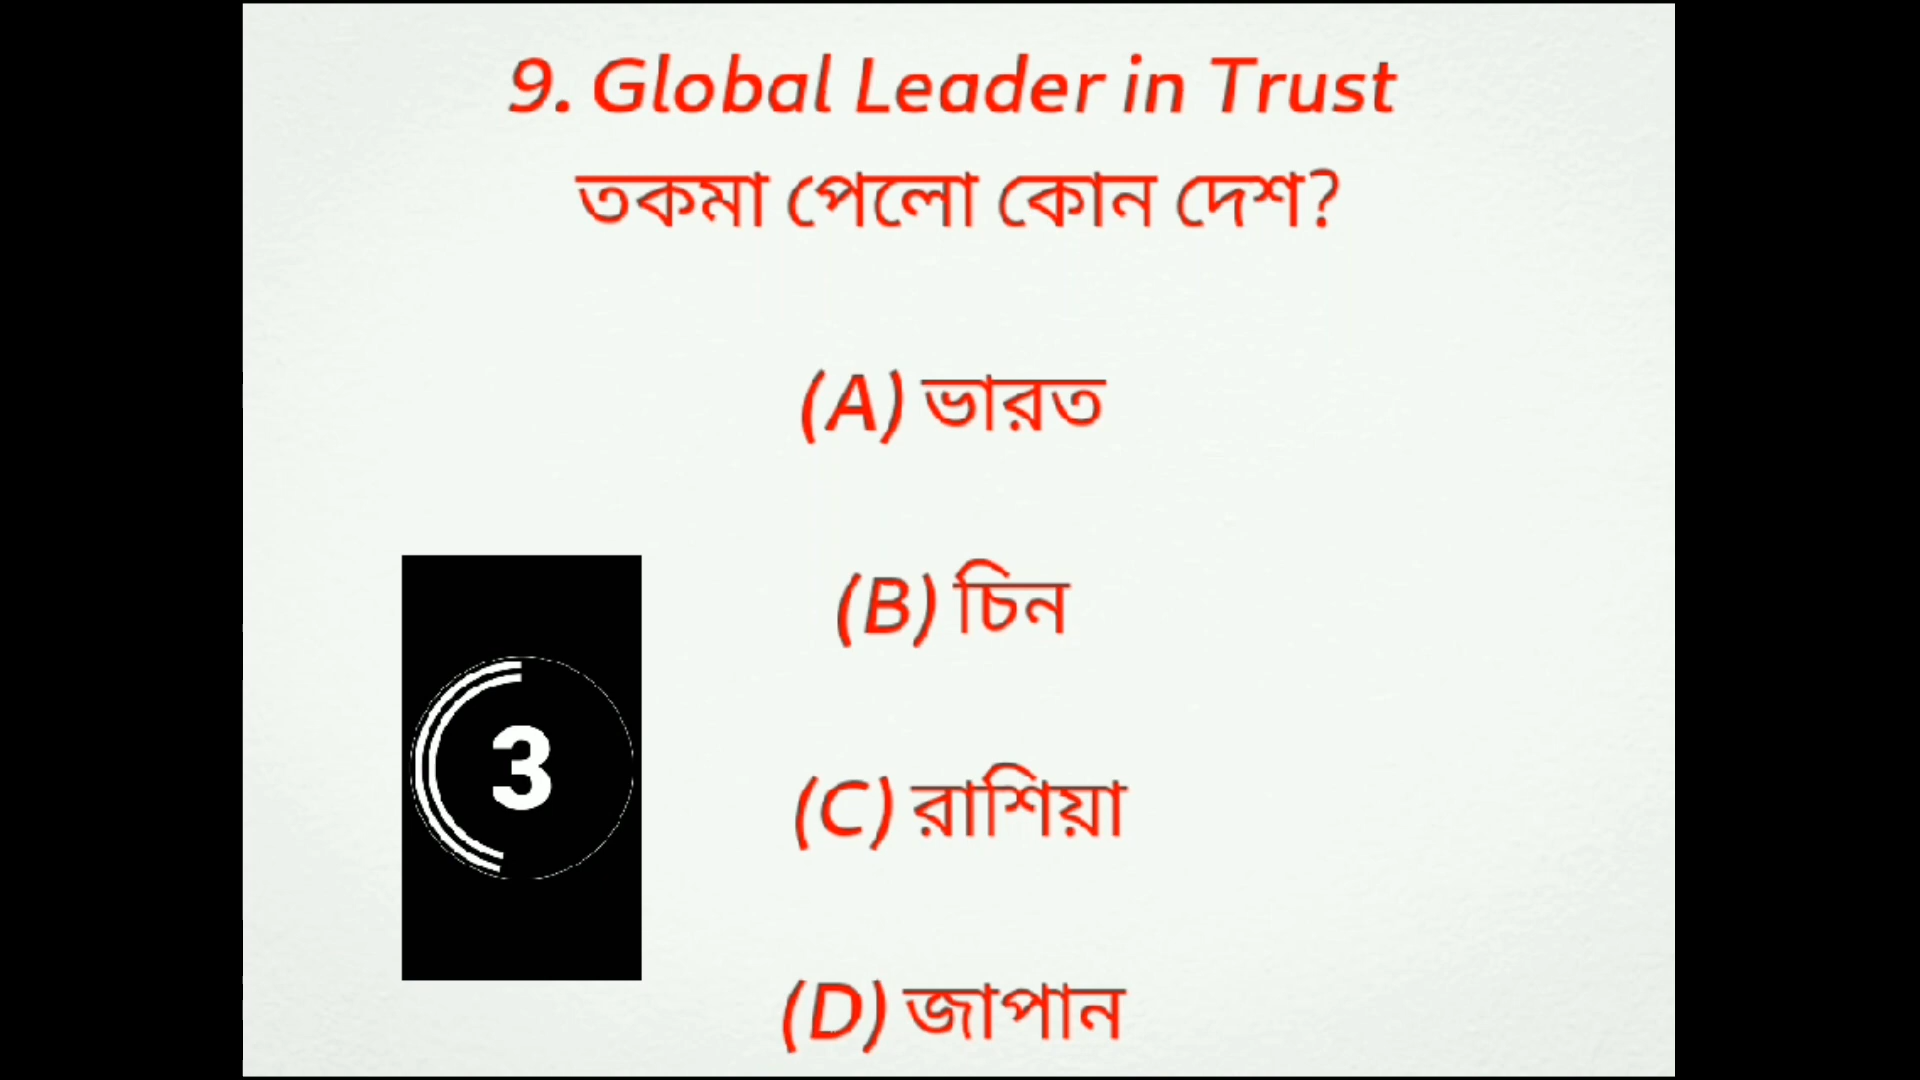 9. Global Leader in Trust
তকমা পেলো কোন দেশ?
(A) ভারত
(B) চিন
3
(C) রাশিয়া
(D) জাপান